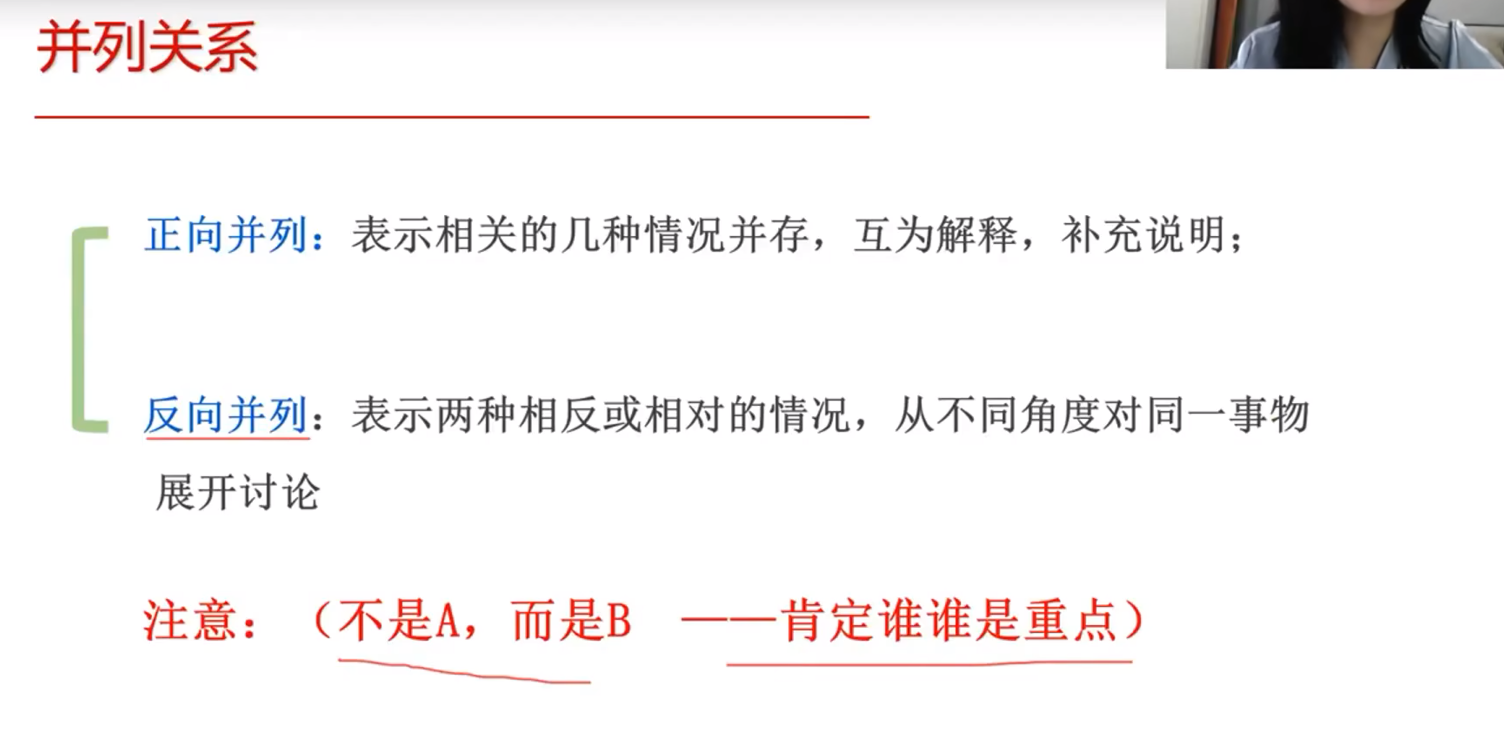 并列关系
正向并列：表示相关的几种情况并存，互为解释，补充说明；
反向并列：表示两种相反或相对的情况，从不同角度对同一事物
展开讨论
注意：（不是A，而是B ——肯定谁谁是重点）